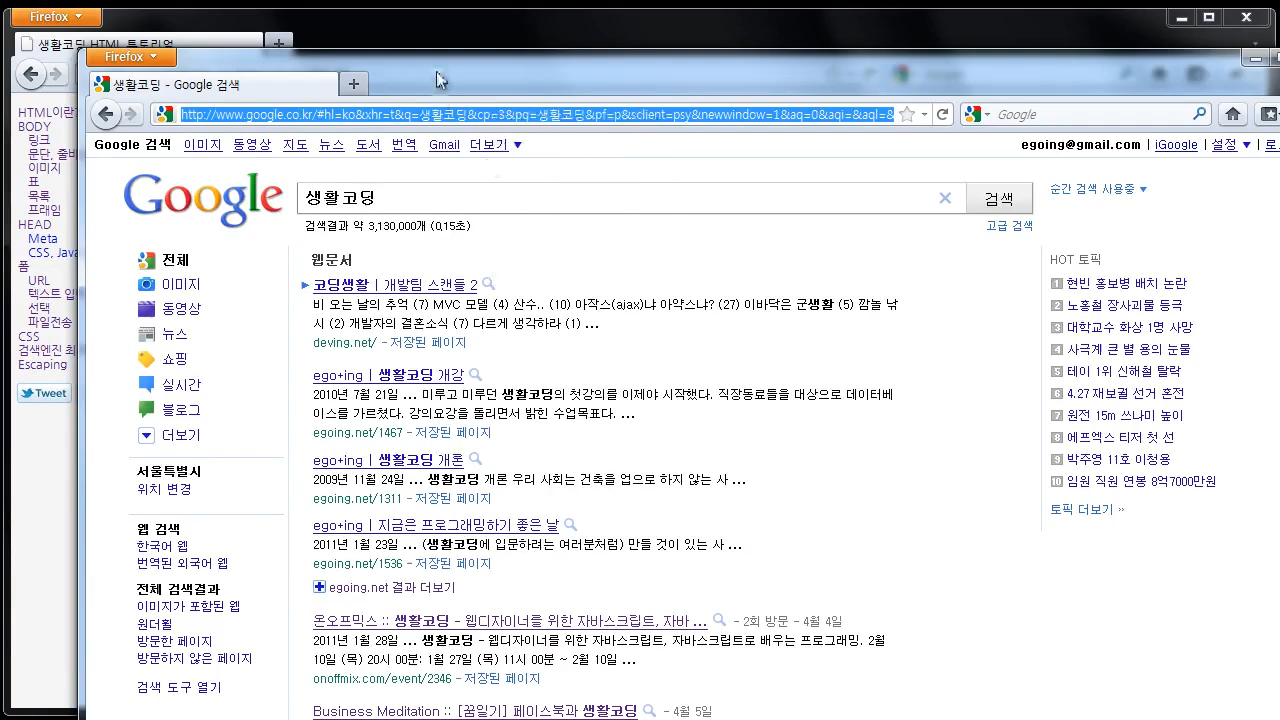 Firefox
생활코딩 HTML 튜토리얼
Firefox
생활코딩 - Google 검색
http://www.google.co.kr/#hl=ko&xhr=t&q=생활코딩&cp=3&pq=생활코딩&pf=p&sclient=psy&newwindow=1&aq=0&aqi=&aql=&
Google
Google 검색 이미지 동영상 지도 뉴스 도서 번역 Gmail 더보기
egoing@gmail.com | iGoogle | 설정
HTML이란
BODY
링크
문단, 줄바
이미지
표
목록
프래임
HEAD
Meta
CSS, Java
폼
URL
텍스트 입
선택
파일전송
CSS
검색엔진 최
Escaping
Tweet
Google
생활코딩
검색
순간 검색 사용중
검색결과 약 3,130,000개 (0.15초)
고급 검색
전체
이미지
동영상
뉴스
쇼핑
실시간
블로그
더보기
서울특별시
위치 변경
웹 검색
한국어 웹
번역된 외국어 웹
전체 검색결과
이미지가 포함된 웹
원더휠
방문한 페이지
방문하지 않은 페이지
검색 도구 열기
웹문서
코딩생활 | 개발팀 스캔들 2
비 오는 날의 추억 (7) MVC 모델 (4) 산수.. (10) 아작스(ajax)냐 아약스냐? (27) 이바닥은 군생활 (5) 깜놀 낚
시 (2) 개발자의 결혼소식 (7) 다르게 생각하라 (1) ...
deving.net/ - 저장된 페이지
ego+ing | 생활코딩 개강
2010년 7월 21일 ... 미루고 미루던 생활코딩의 첫강의를 이제야 시작했다. 직장동료들을 대상으로 데이터베
이스를 가르쳤다. 강의요강을 돌리면서 밝힌 수업목표다. ...
egoing.net/1467 - 저장된 페이지
ego+ing | 생활코딩 개론
2009년 11월 24일 ... 생활코딩 개론 우리 사회는 건축을 업으로 하지 않는 사 ...
egoing.net/1311 - 저장된 페이지
ego+ing | 지금은 프로그래밍하기 좋은 날
2011년 1월 23일 ... (생활코딩에 입문하려는 여러분처럼) 만들 것이 있는 사 ...
egoing.net/1536 - 저장된 페이지
egoing.net 결과 더보기
온오프믹스 :: 생활코딩 - 웹디자이너를 위한 자바스크립트, 자바 ... - 2회 방문 - 4월 4일
2011년 1월 28일 ... 생활코딩 - 웹디자이너를 위한 자바스크립트, 자바스크립트로 배우는 프로그래밍. 2월
10일 (목) 20시 00분: 1월 27일 (목) 11시 00분 ~ 2월 10일 ...
onoffmix.com/event/2346 - 저장된 페이지
Business Meditation :: [꿈일기] 페이스북과 생활코딩 - 4월 5일
HOT 토픽
1 현빈 홍보병 배치 논란
2 노홍철 장사괴물 등극
3 대학교수 화상 1명 사망
4 사극계 큰 별 용의 눈물
5 테이 1위 신해철 탈락
6 4.27 재보궐 선거 혼전
7 원전 15m 쓰나미 높이
8 에프엑스 티저 첫 선
9 박주영 11호 이청용
10 임원 직원 연봉 8억7000만원
토픽 더보기 »